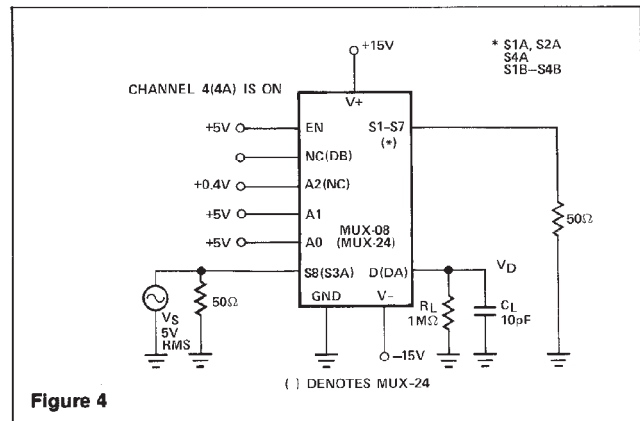 +15V
* S1A, S2A
S4A
S1B–S4B
CHANNEL 4(4A) IS ON
V+
+5V
EN
S1–S7
(*)
NC(DB)
+0.4V
A2(NC)
50Ω
+5V
A1
MUX-08
(MUX-24)
+5V
A0
S8(S3A)
D(DA)
VD
50Ω
GND
V–
RL
1MΩ
CL
10pF
VS
5V
RMS
–15V
( ) DENOTES MUX-24
Figure 4